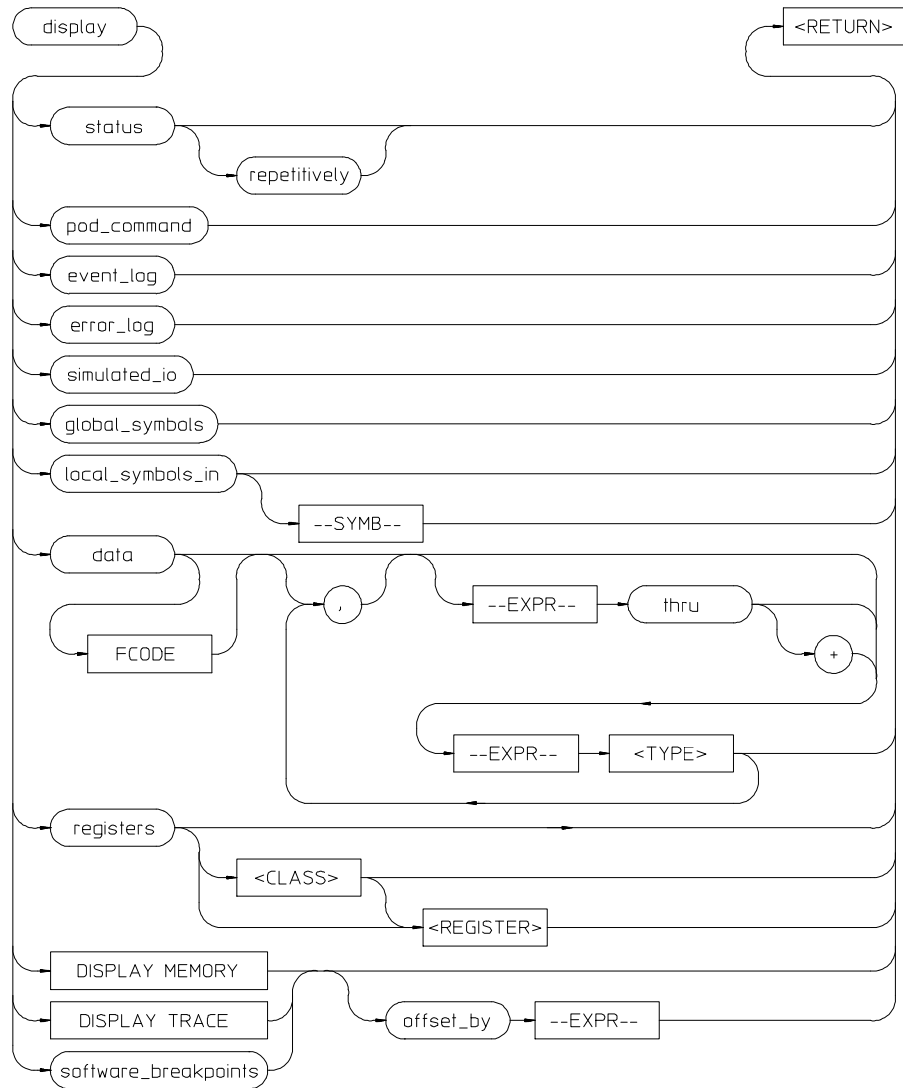 display
<RETURN>
status
repetitively
pod_command
event_log
error_log
simulated_io
global_symbols
local_symbols_in
--SYMB--
data
,
--EXPR--
thru
FCODE
+
--EXPR--
<TYPE>
registers
<CLASS>
<REGISTER>
DISPLAY MEMORY
DISPLAY TRACE
offset_by
--EXPR--
software_breakpoints